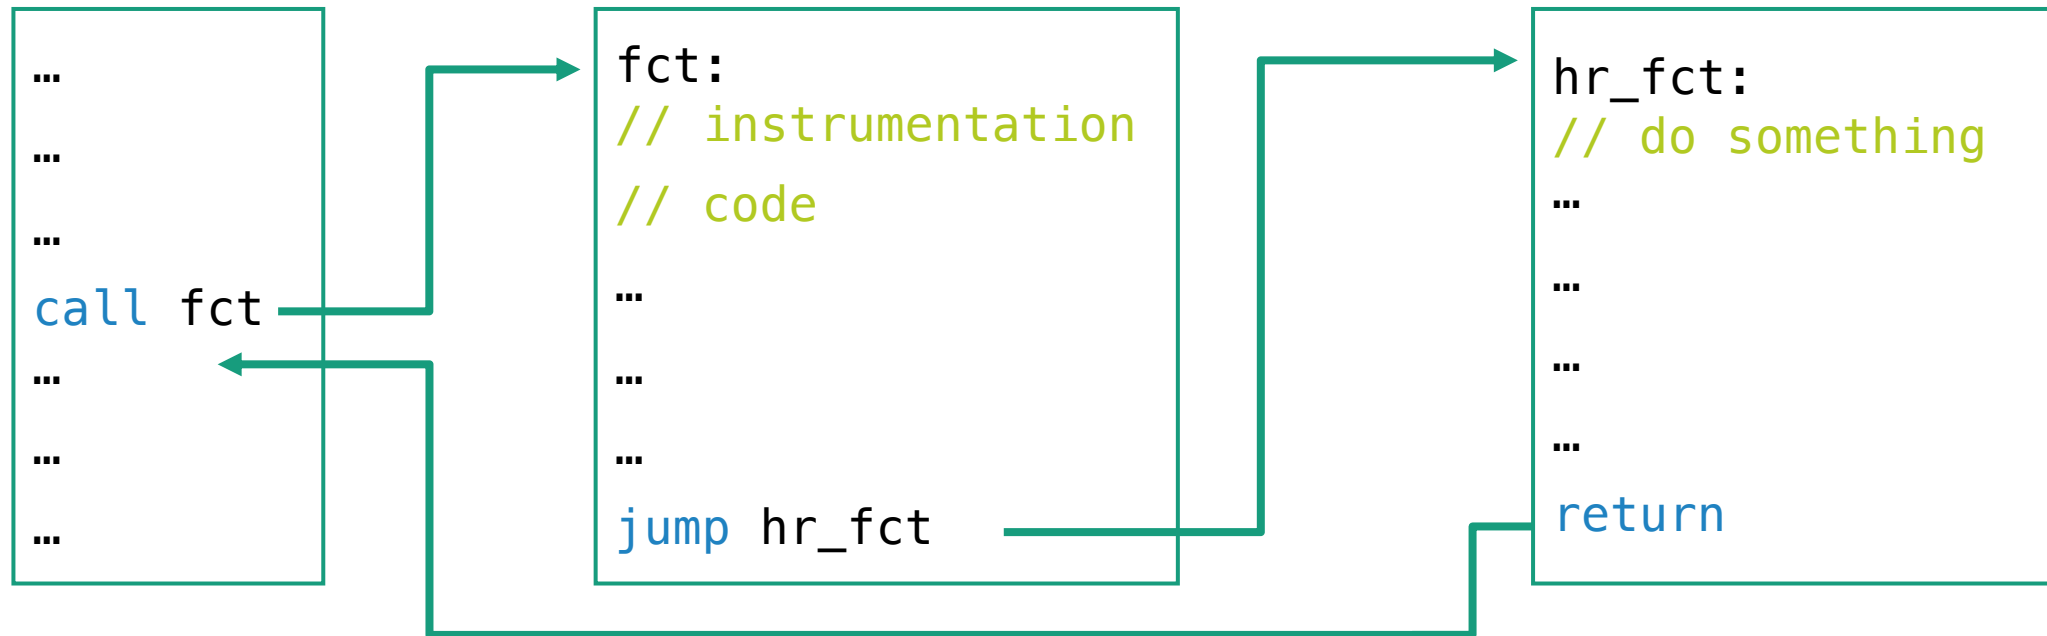 …
…
…
call fct
…
…
…
fct:
// instrumentation
// code
…
…
…
jump hr_fct
hr_fct:
// do something
…
…
…
…
return